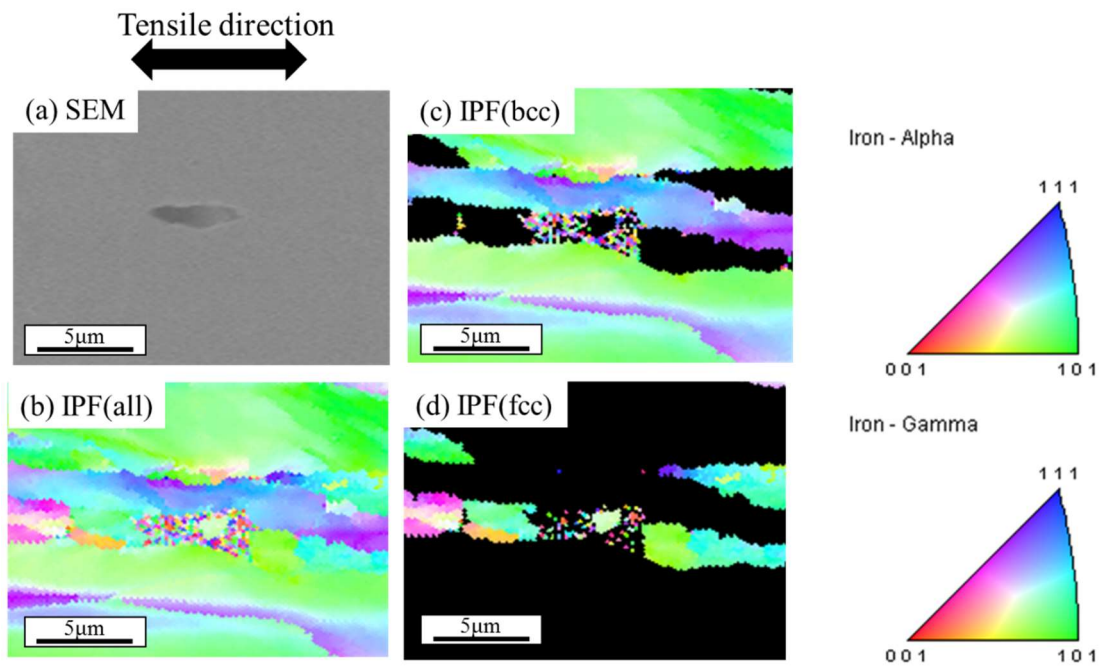 Tensile direction
(a) SEM
5μm
(c) IPF(bcc)
5μm
Iron - Alpha
1 1 1
0 0 1
1 0 1
(b) IPF(all)
5μm
(d) IPF(fcc)
5μm
Iron - Gamma
1 1 1
0 0 1
1 0 1